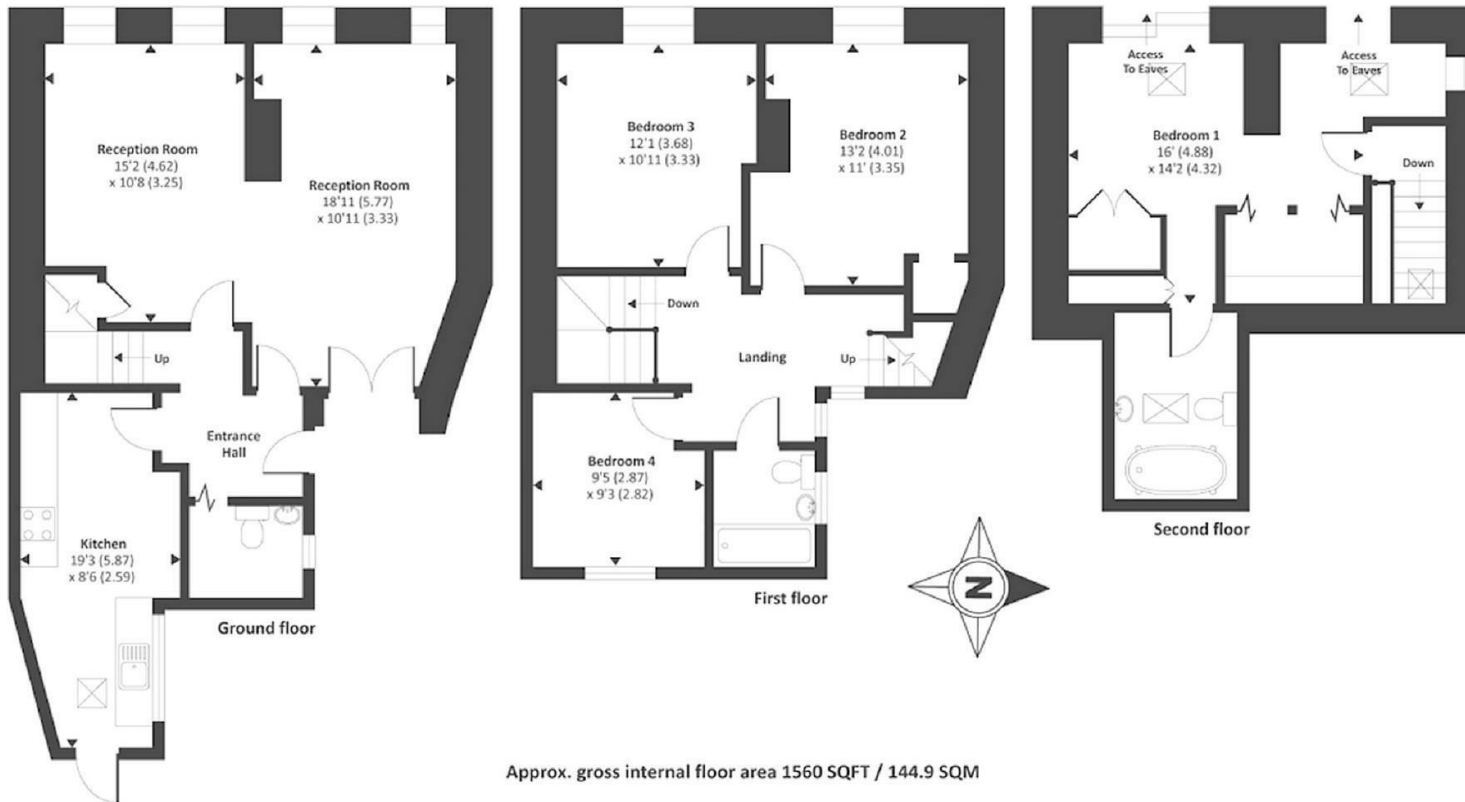 Reception Room
15'2 (4.62)
x 10'8 (3.25)
Reception Room
18'11 (5.77)
x 10'11 (3.33)
Up
Entrance
Hall
Kitchen
19'3 (5.87)
x 8'6 (2.59)
Ground floor
Bedroom 3
12'1 (3.68)
x 10'11 (3.33)
Bedroom 2
13'2 (4.01)
x 11' (3.35)
Down
Landing
Up
Bedroom 4
9'5 (2.87)
x 9'3 (2.82)
First floor
Access
To Eaves
Access
To Eaves
Bedroom 1
16' (4.88)
x 14'2 (4.32)
Down
Second floor
N
Approx. gross internal floor area 1560 SQFT / 144.9 SQM